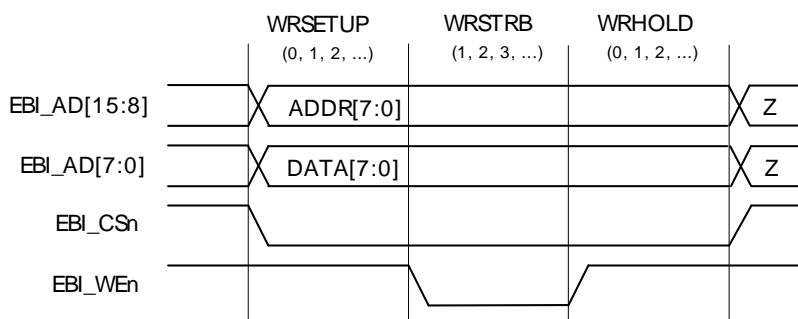 WRSETUP WRSTRB WRHOLD
(0, 1, 2, ...) (1, 2, 3, ...) (0, 1, 2, ...)
EBI_AD[15:8] ADDR[7:0] Z
EBI_AD[7:0] DATA[7:0] Z
EBI_CSn
EBI_WEn